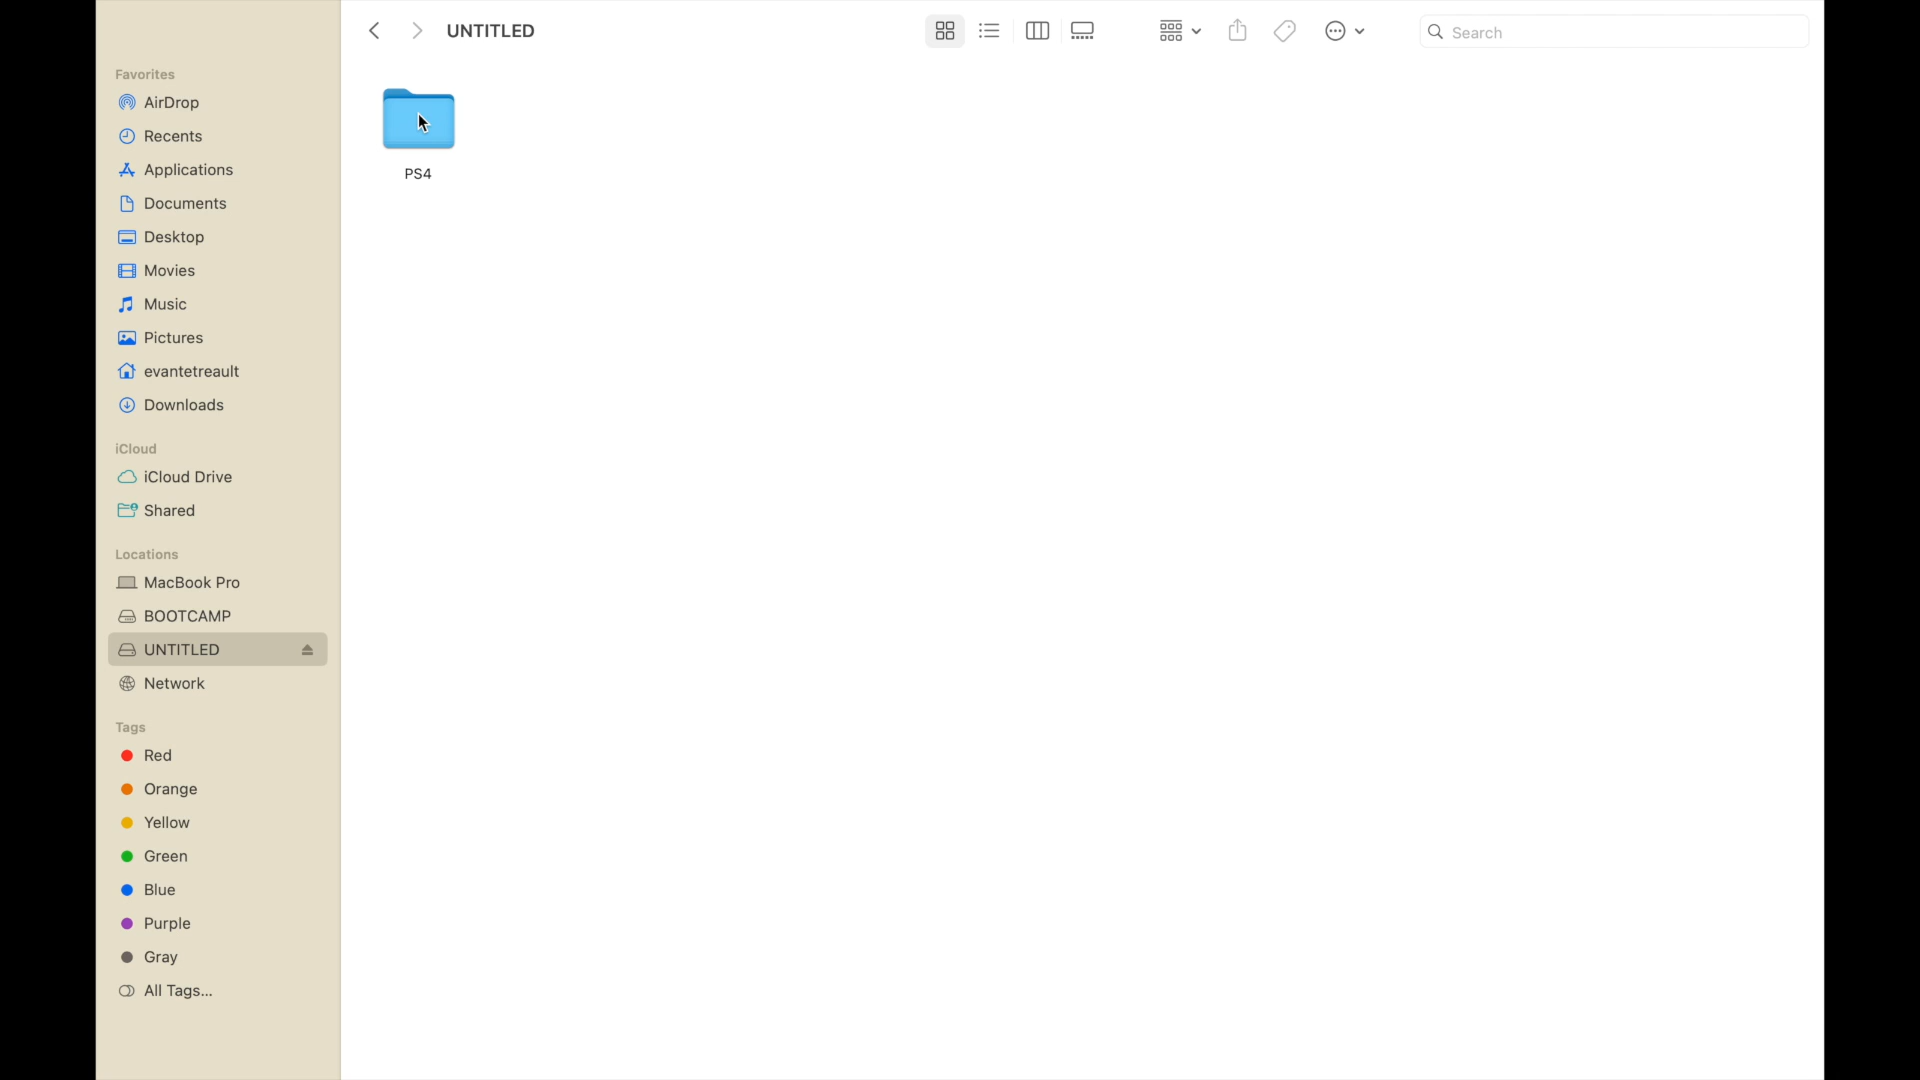 UNTITLED
Search
Favorites
AirDrop
Recents
Applications
Documents
Desktop
Movies
Music
Pictures
evantetreault
Downloads
iCloud
iCloud Drive
Shared
Locations
MacBook Pro
BOOTCAMP
UNTITLED
Network
Tags
Red
Orange
Yellow
Green
Blue
Purple
Gray
All Tags...
PS4